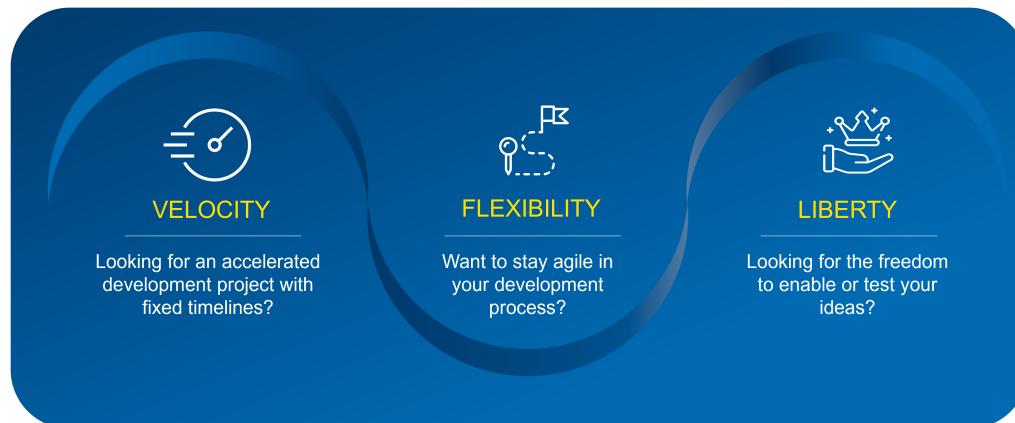 VELOCITY
Looking for an accelerated
development project with
fixed timelines?
FLEXIBILITY
Want to stay agile in
your development
process?
LIBERTY
Looking for the freedom
to enable or test your
ideas?